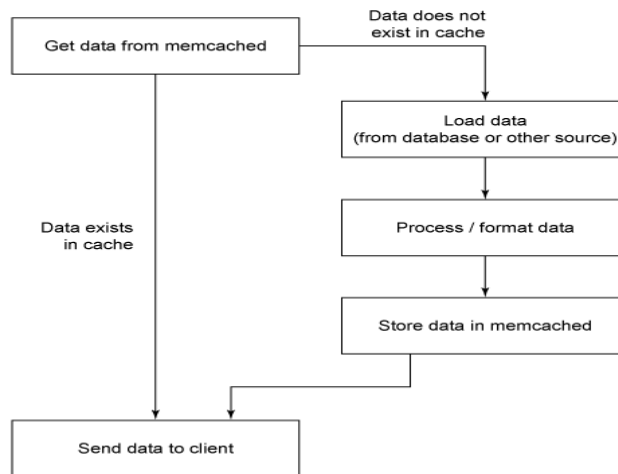 Data does not
exist in cache
Get data from memcached
Load data
(from database or other source)
Process / format data
Data exists
in cache
Store data in memcached
Send data to client